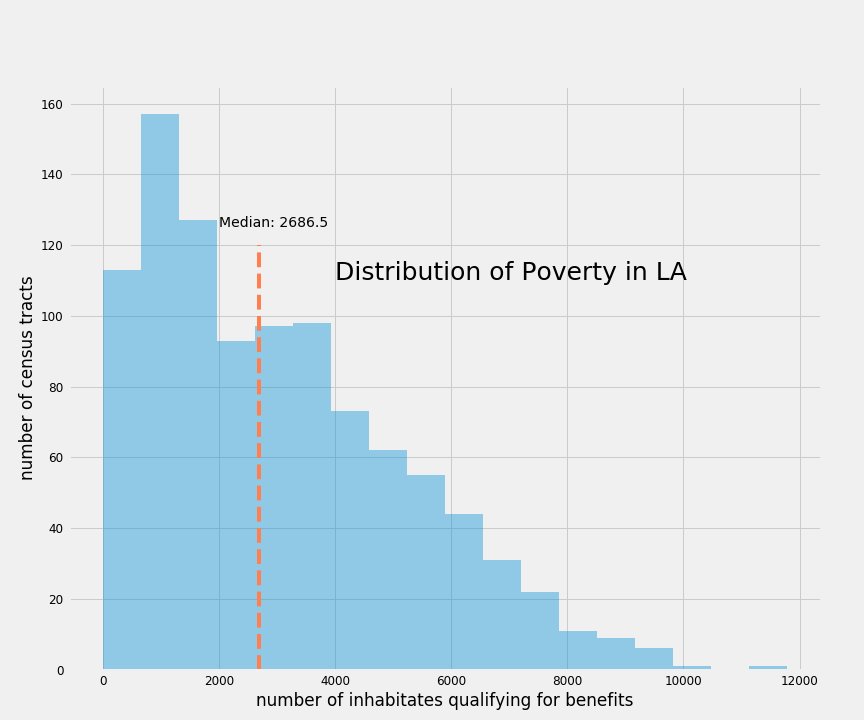 160
140
Median: 2686.5
120
Distribution of Poverty in LA
100
80
60
40
20
0
number of census tracts
0 2000 4000 6000 8000 10000 12000
number of inhabitates qualifying for benefits